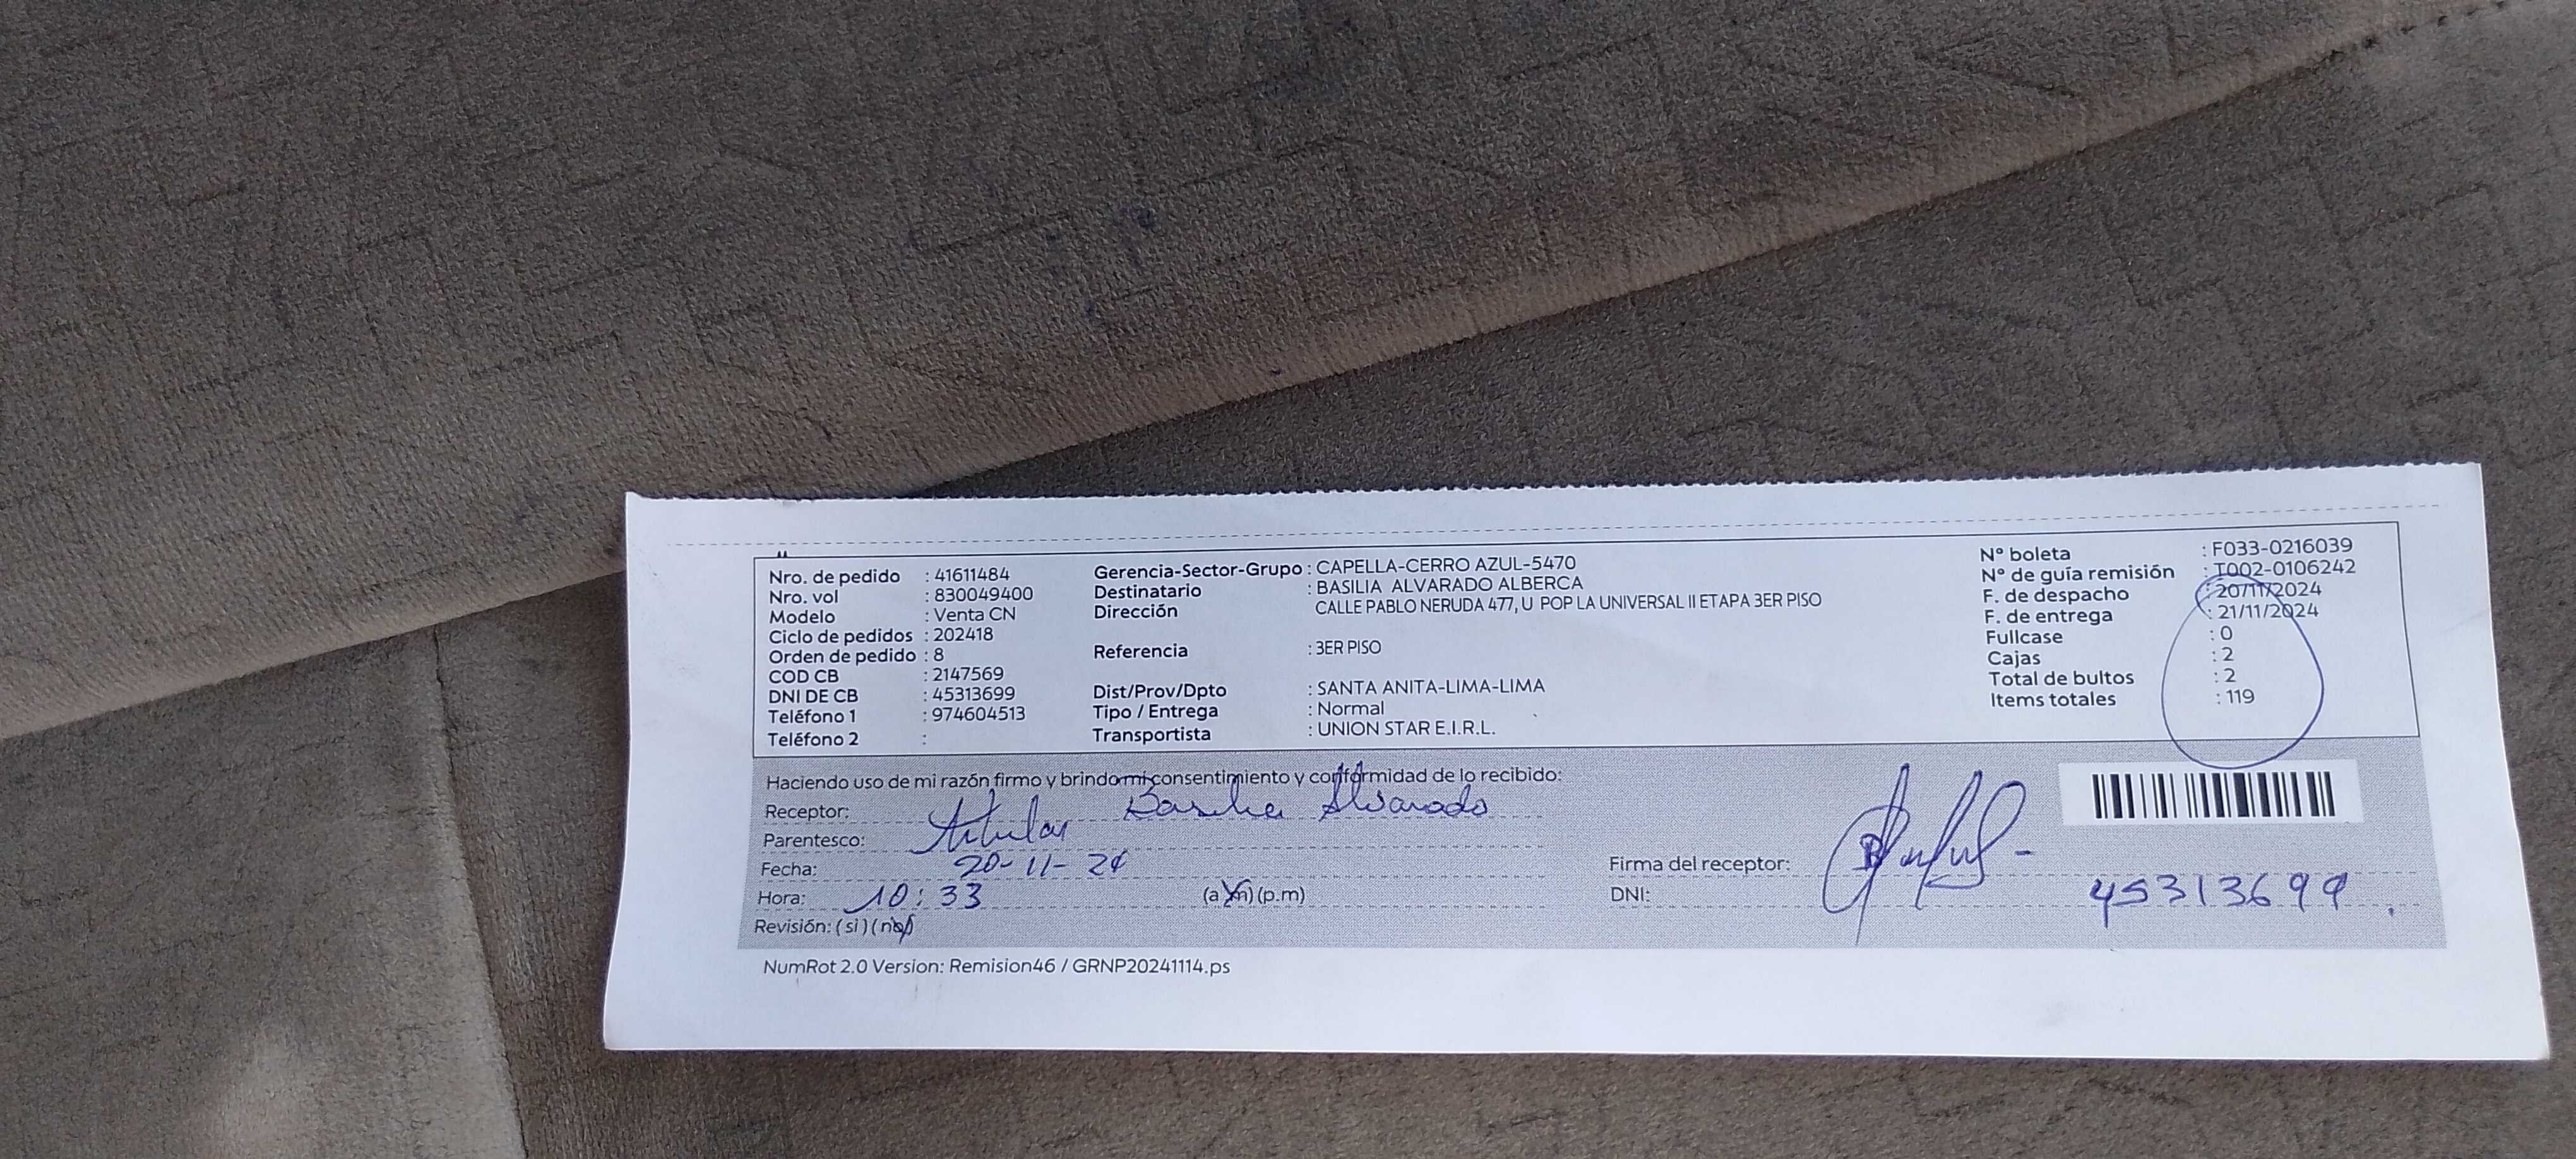 Nro. de pedido : 41611484
Nro. vol : 830049400
Modelo : Venta CN
Ciclo de pedidos : 202418
Orden de pedido : 8
COD CB : 2147569
DNI DE CB : 45313699
Teléfono 1 : 974604513
Teléfono 2 :
Gerencia-Sector-Grupo : CAPELLA-CERRO AZUL-5470
Destinatario : BASILIA ALVARADO ALBERCA
Dirección CALLE PABLO NERUDA 477, U POP LA UNIVERSAL II ETAPA 3ER PISO
Referencia : 3ER PISO
Dist/Prov/Dpto : SANTA ANITA-LIMA-LIMA
Tipo / Entrega : Normal
Transportista : UNION STAR E.I.R.L.
N° boleta : F033-0216039
N° de guía remisión : T002-0106242
F. de despacho : 20/11/2024
F. de entrega : 21/11/2024
Fullcase : 0
Cajas : 2
Total de bultos : 2
Items totales : 119
Haciendo uso de mi razón firmo y brindo mi consentimiento y conformidad de lo recibido:
Receptor: Basilia Alvarado
Parentesco: Titular
Fecha: 20-11-24
Hora: 10:33 (a.m) (p.m)
Revisión: (si) (no)
Firma del receptor:
DNI: 45313699
NumRot 2.0 Version: Remision46 / GRNP20241114.ps